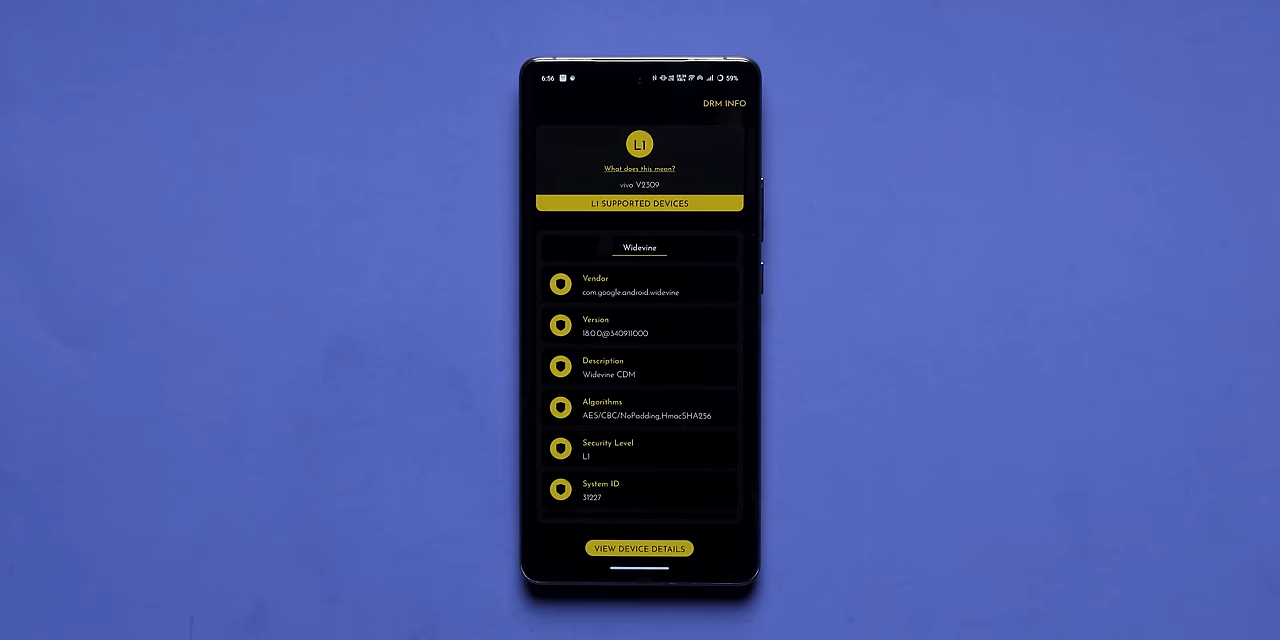 6:56
59%
DRM INFO
L1
What does this mean?
vivo V2309
L1 SUPPORTED DEVICES
Widevine
Vendor
com.google.android.widevine
Version
18.0.0@340911000
Description
Widevine CDM
Algorithms
AES/CBC/NoPadding,HmacSHA256
Security Level
L1
System ID
31227
VIEW DEVICE DETAILS